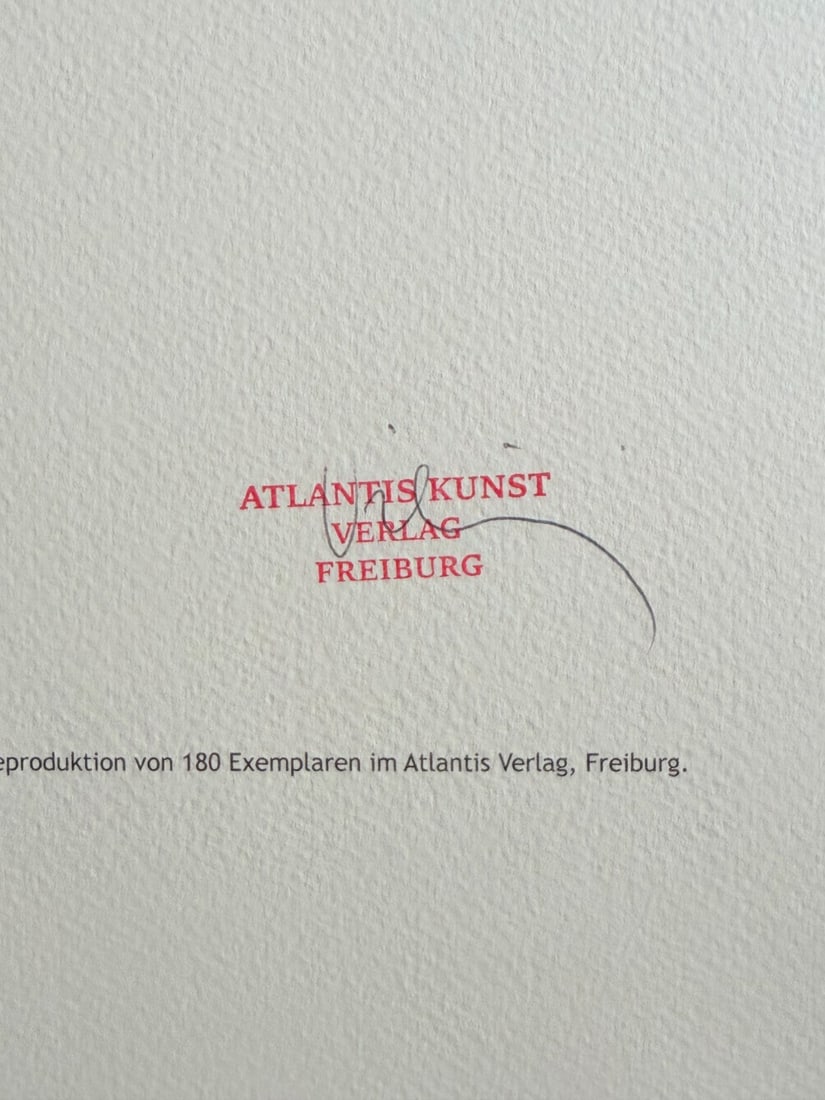 ATLANTIS KUNST
VERLAG
FREIBURG
eproduktion von 180 Exemplaren im Atlantis Verlag, Freiburg.